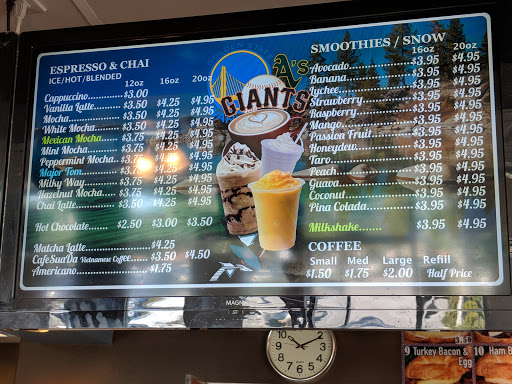 ESPRESSO & CHAI
ICE/HOT/BLENDED 12oz 16oz 20oz
Cappuccino $3.00
Vanilla Latte $3.50 $4.25 $4.95
Mocha $3.50 $4.25 $4.95
White Mocha $3.50 $4.25 $4.95
Mexican Mocha $3.75 $4.25 $4.95
Mint Mocha $3.75 $4.25 $4.95
Peppermint Mocha $3.75 $4.25 $4.95
Major Tom $3.75 $4.25 $4.95
Milky Way $3.75 $4.25 $4.95
Hazelnut Mocha $3.75 $4.25 $4.95
Chai Latte $3.50 $4.25 $4.95
Hot Chocolate $2.50 $3.00 $3.50
Matcha Latte $4.25
CafeSuaDa Vietnamese Coffee $3.50 $4.50
Americano $1.75
GOLDEN STATE
A's
GIANTS
SMOOTHIES / SNOW
16oz 20oz
Avocado $3.95 $4.95
Banana $3.95 $4.95
Lychee $3.95 $4.95
Strawberry $3.95 $4.95
Raspberry $3.95 $4.95
Mango $3.95 $4.95
Passion Fruit $3.95 $4.95
Honeydew $3.95 $4.95
Taro $3.95 $4.95
Peach $3.95 $4.95
Guava $3.95 $4.95
Coconut $3.95 $4.95
Pina Colada $3.95 $4.95
Milkshake $3.95 $4.95
COFFEE
Small Med Large Refill
$1.50 $1.75 $2.00 Half Price
9 Turkey Bacon &
Egg
10 Ham B